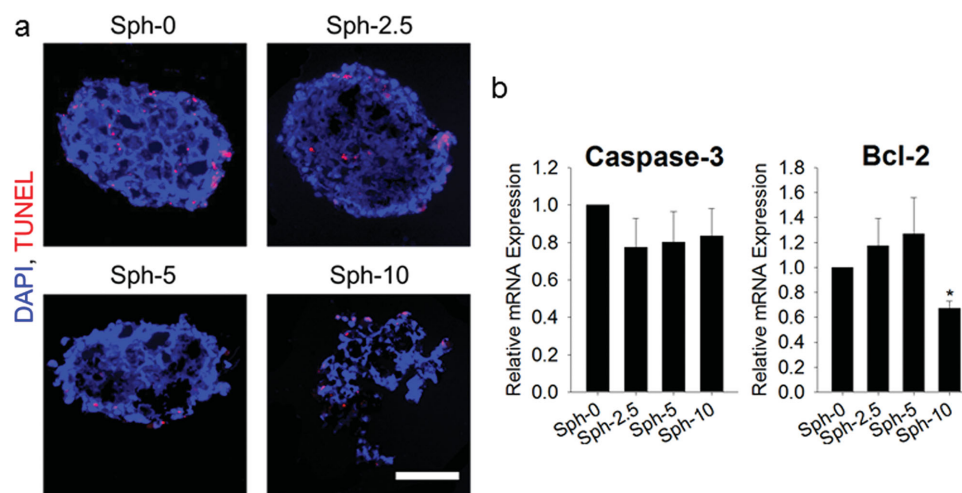 a
Sph-0
Sph-2.5
DAPI, TUNEL
Sph-5
Sph-10
b
Caspase-3
Relative mRNA Expression
1.2
1.0
0.8
0.6
0.4
0.2
0.0
Sph-0
Sph-2.5
Sph-5
Sph-10
Bcl-2
Relative mRNA Expression
1.8
1.6
1.4
1.2
1.0
0.8
0.6
0.4
0.2
0.0
*
Sph-0
Sph-2.5
Sph-5
Sph-10